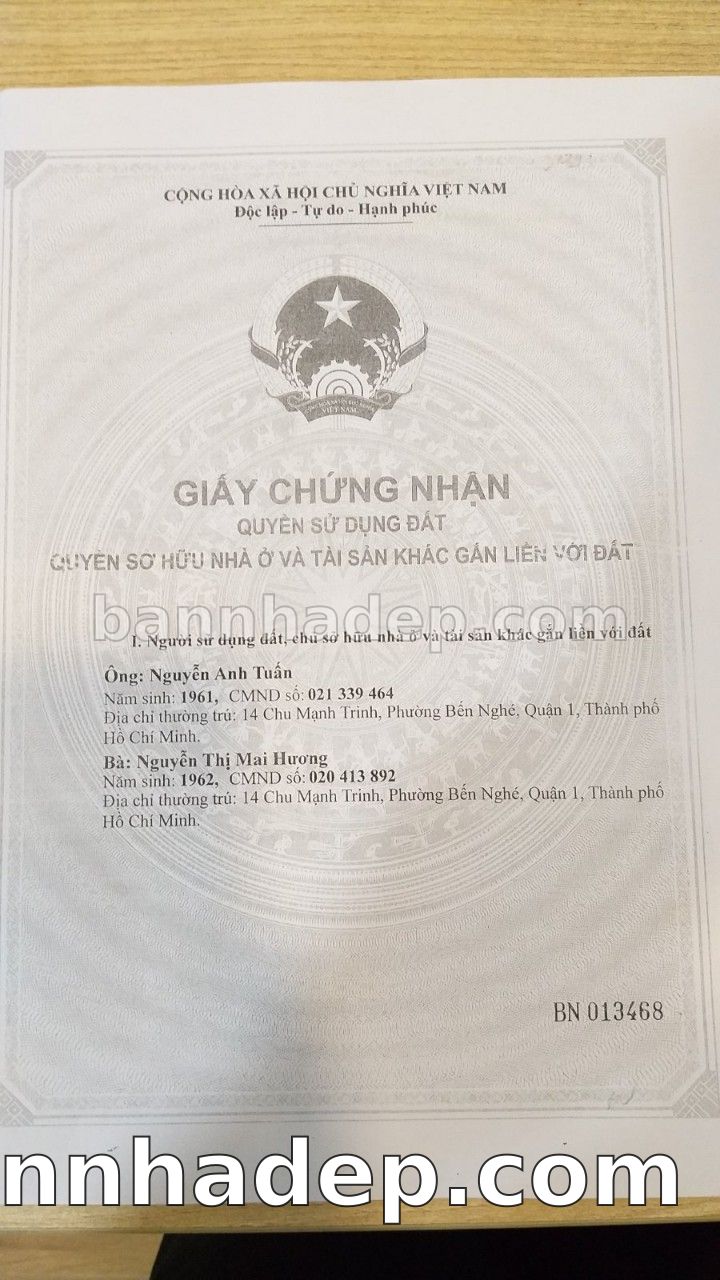 CỘNG HÒA XÃ HỘI CHỦ NGHĨA VIỆT NAM
Độc lập - Tự do - Hạnh phúc
VIỆT NAM
GIẤY CHỨNG NHẬN
QUYỀN SỬ DỤNG ĐẤT
QUYỀN SỞ HỮU NHÀ Ở VÀ TÀI SẢN KHÁC GẮN LIỀN VỚI ĐẤT
bannhadep.com
I. Người sử dụng đất, chủ sở hữu nhà ở và tài sản khác gắn liền với đất
Ông: Nguyễn Anh Tuấn
Năm sinh: 1961, CMND số: 021 339 464
Địa chỉ thường trú: 14 Chu Mạnh Trinh, Phường Bến Nghé, Quận 1, Thành phố
Hồ Chí Minh.
Bà: Nguyễn Thị Mai Hương
Năm sinh: 1962, CMND số: 020 413 892
Địa chỉ thường trú: 14 Chu Mạnh Trinh, Phường Bến Nghé, Quận 1, Thành phố
Hồ Chí Minh.
BN 013468
nnhadep.com